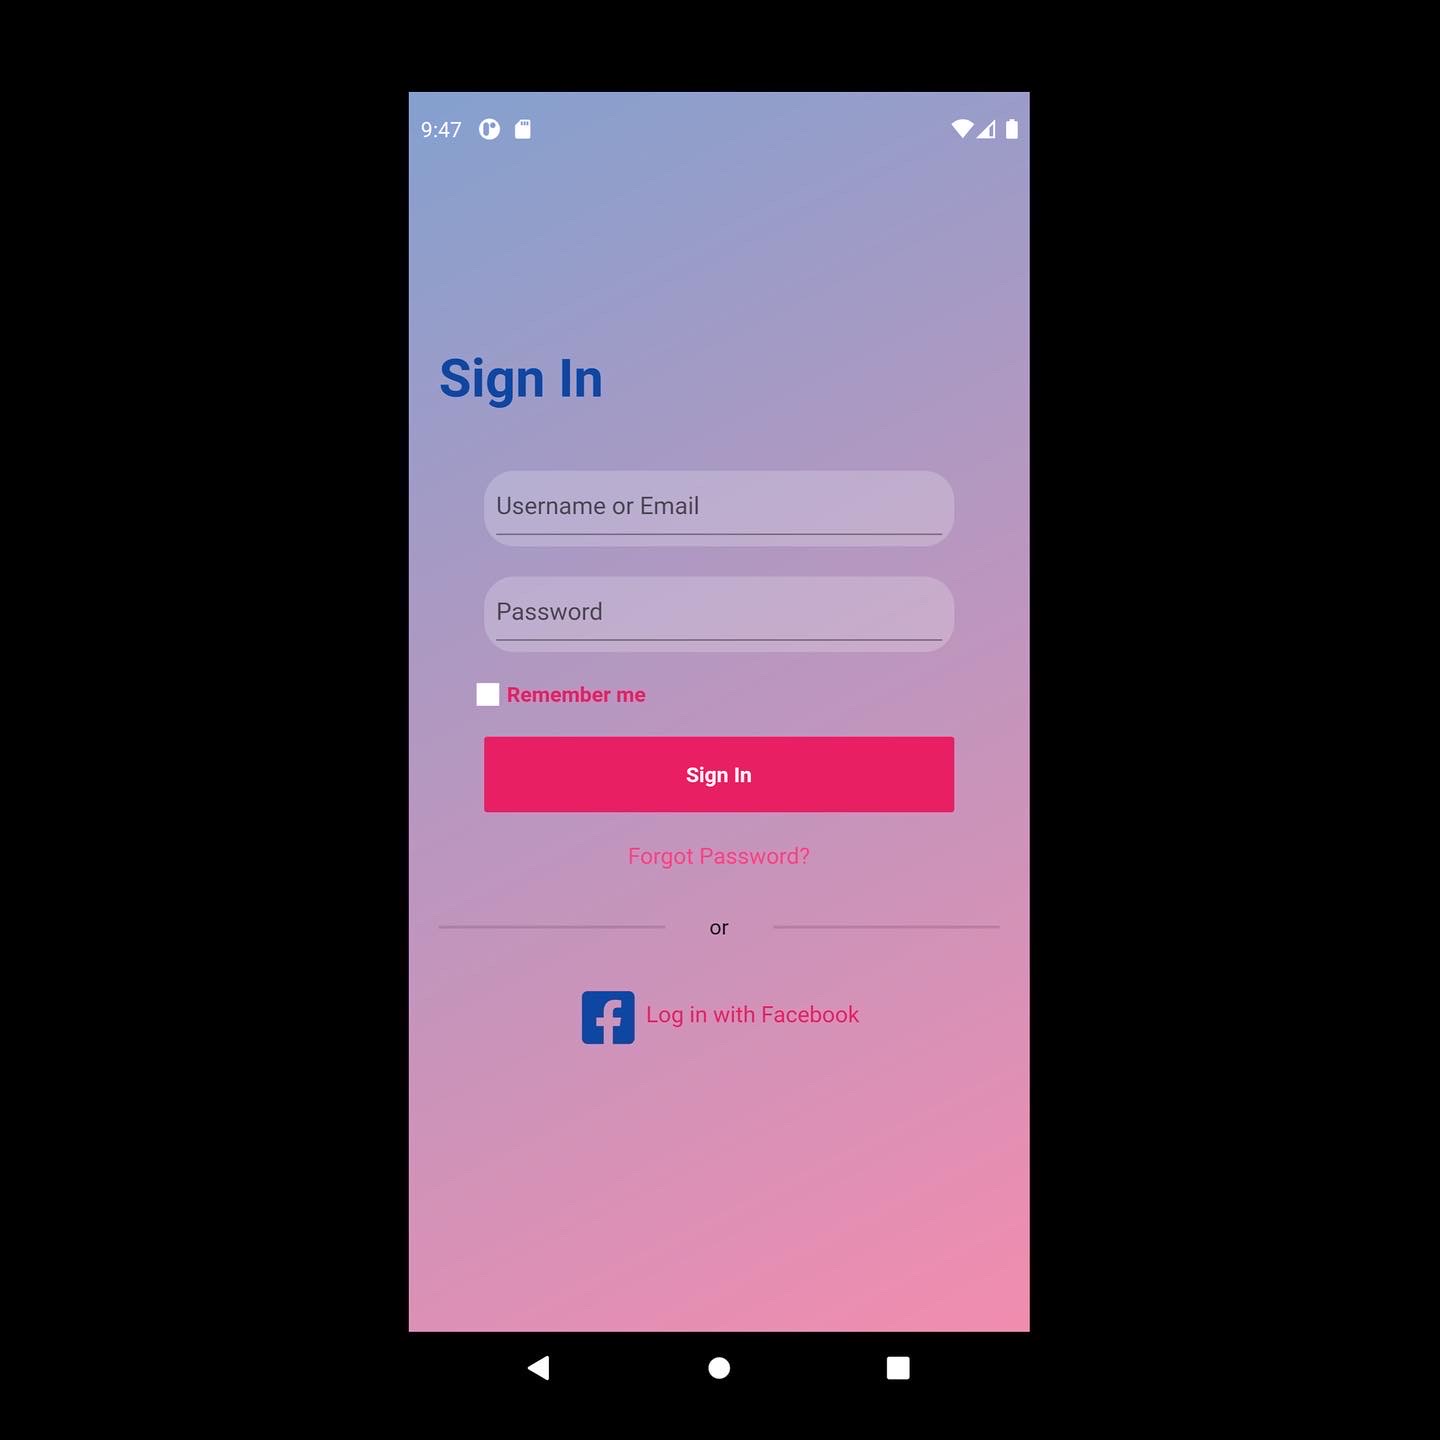 9:47
Sign In
Username or Email
Password
Remember me
Sign In
Forgot Password?
or
Log in with Facebook